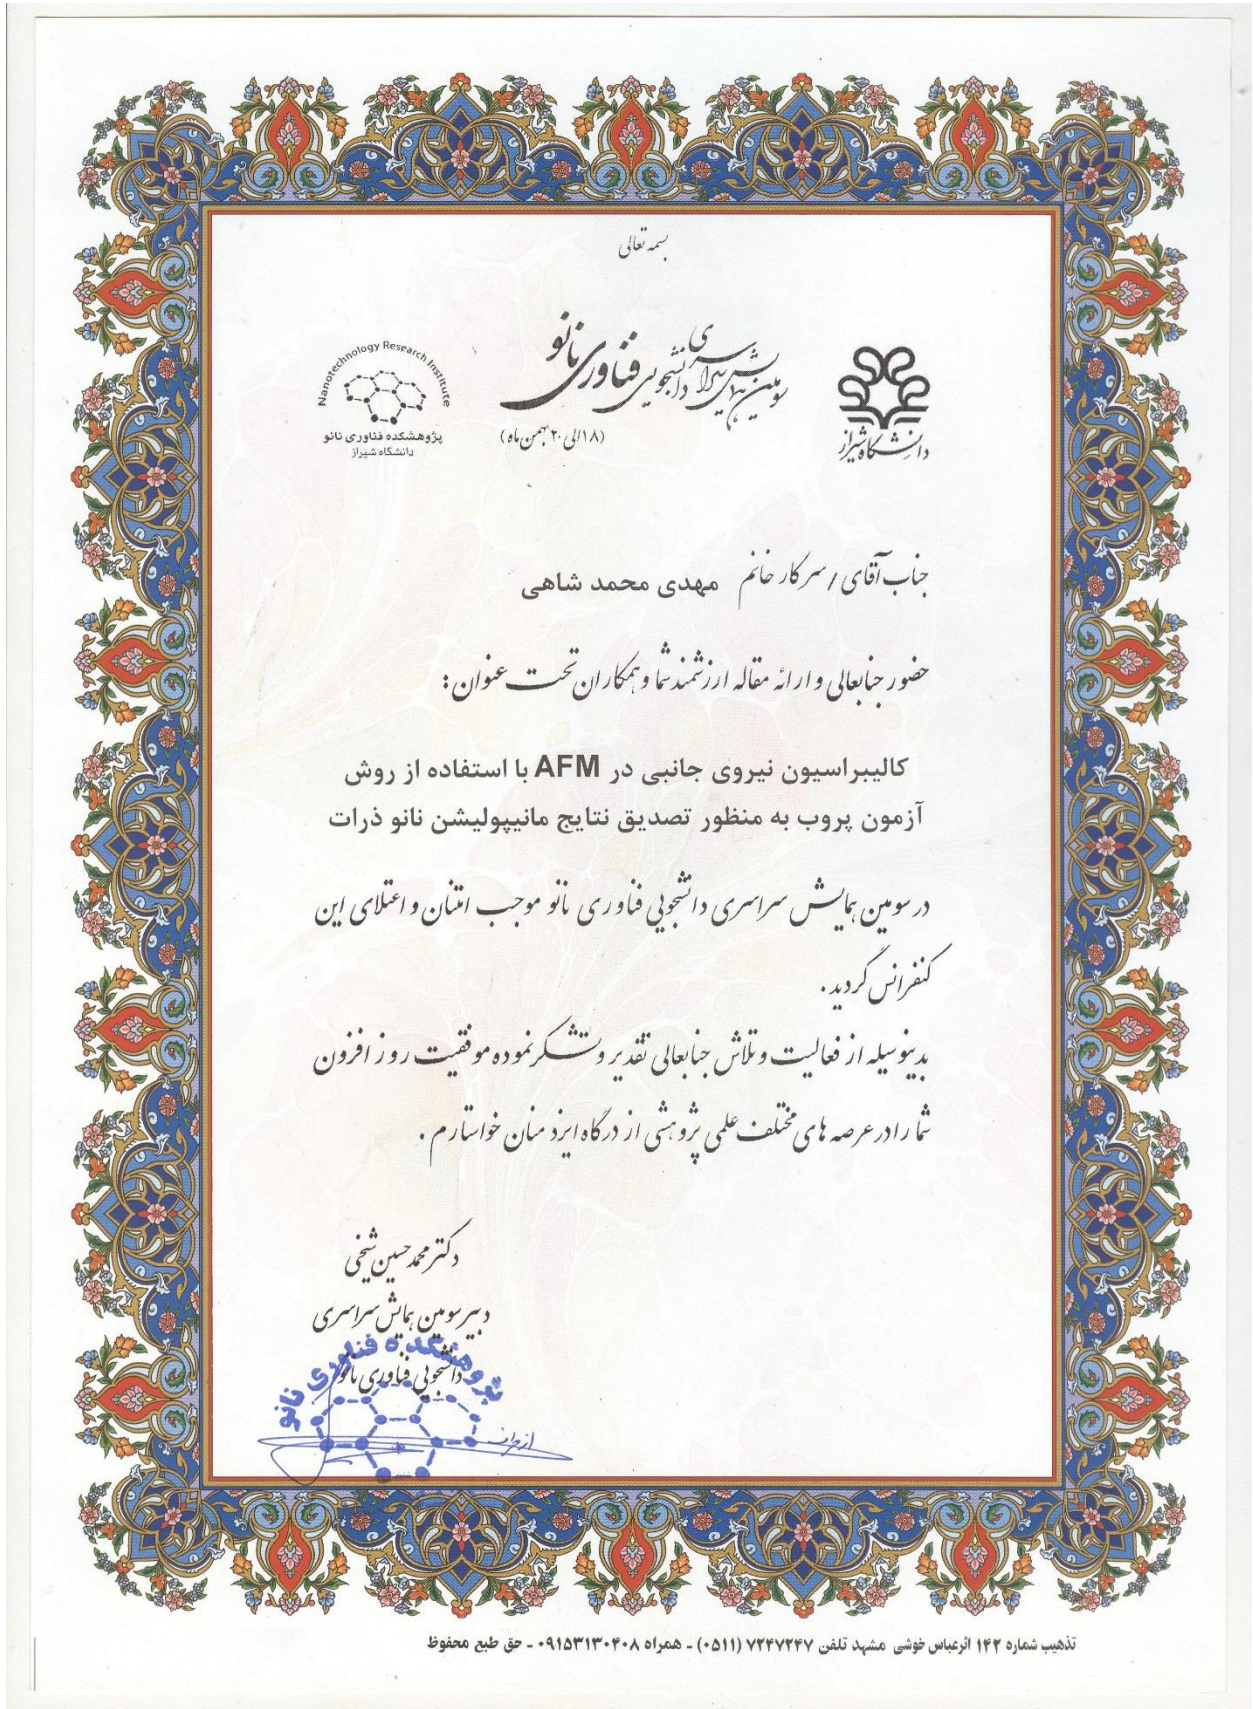 بسمه تعالی
سومین همایش سراسری
دانشجویی فناوری نانو
(۱۸ الی ۲۰ بهمن ماه)
دانشگاه شیراز
Nanotechnology Research Institute
پژوهشکده فناوری نانو
دانشگاه شیراز
جناب آقای / سرکار خانم مهدی محمد شاهی
حضور جنابعالی و ارائه مقاله ارزشمند شما و همکاران تحت عنوان :
کالیبراسیون نیروی جانبی در AFM با استفاده از روش
آزمون پروب به منظور تصدیق نتایج مانیپولیشن نانو ذرات
در سومین همایش سراسری دانشجویی فناوری نانو موجب امتنان و اعتلای این
کنفرانس گردید .
بدینوسیله از فعالیت و تلاش جنابعالی تقدیر و تشکر نموده موفقیت روز افزون
شما را در عرصه های مختلف علمی پژوهشی از درگاه ایزد منان خواستارم .
دکتر محمد حسین شیخی
دبیر سومین همایش سراسری
دانشجویی فناوری نانو
پژوهشکده فناوری نانو
از طرف
تذهیب شماره ۱۴۲ اثرعباس خوشی مشهد تلفن ۷۲۴۷۲۴۷ (۰۵۱۱) ـ همراه ۰۹۱۵۳۱۳۰۴۰۸ ـ حق طبع محفوظ